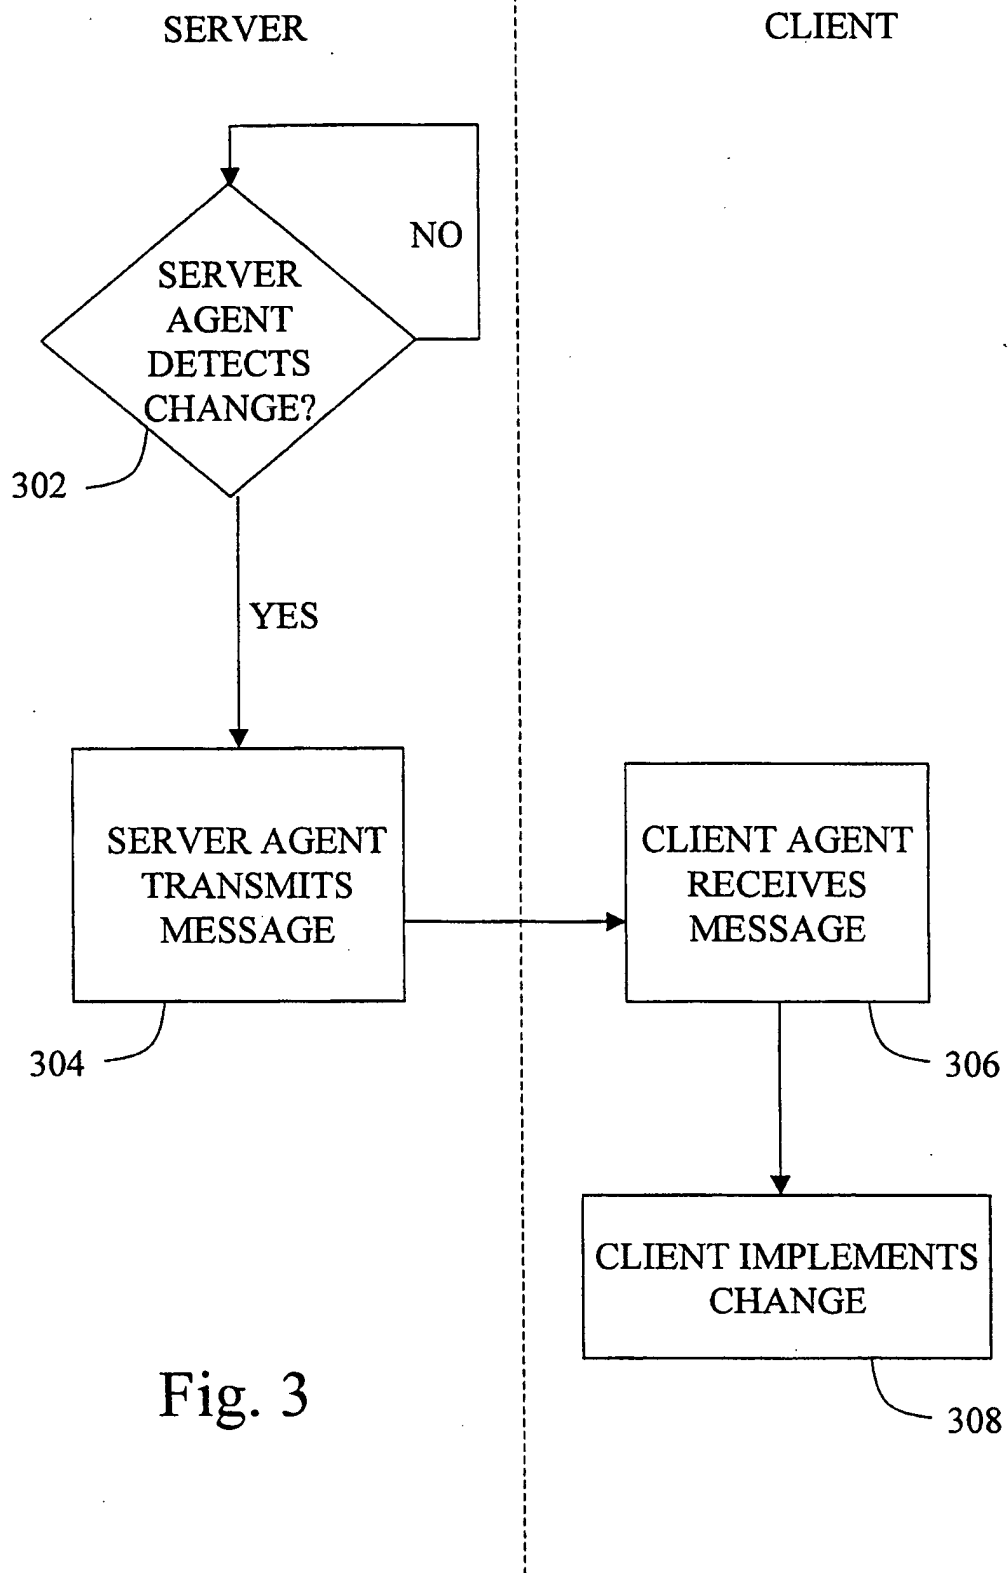 SERVER
CLIENT
NO
SERVER
AGENT
DETECTS
CHANGE?
302
YES
SERVER AGENT
TRANSMITS
MESSAGE
304
CLIENT AGENT
RECEIVES
MESSAGE
306
CLIENT IMPLEMENTS
CHANGE
308
Fig. 3